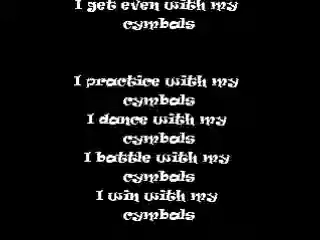 I get even with my
cymbals
I practice with my
cymbals
I dance with my
cymbals
I battle with my
cymbals
I win with my
cymbals